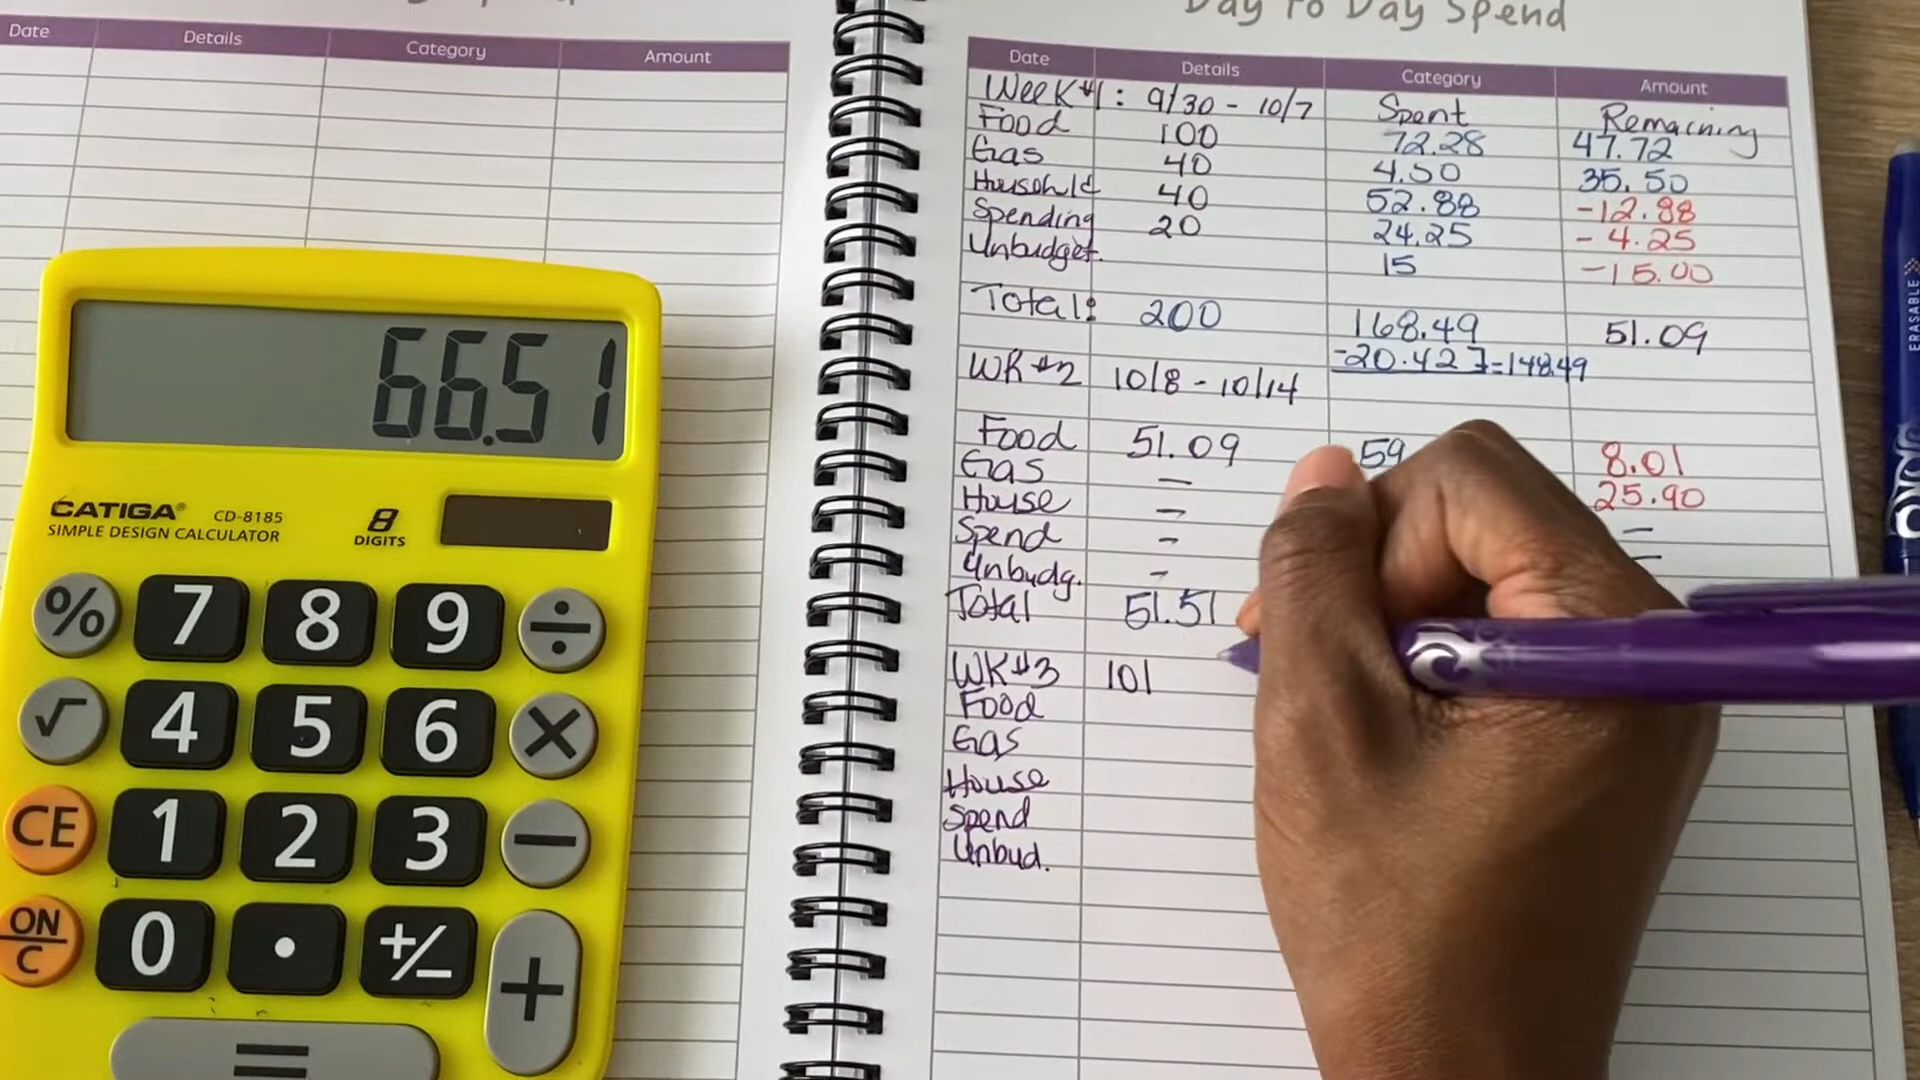 Date Details Category Amount
Day To Day Spend
Date Details Category Amount
Week #1: 9/30 - 10/7 Spent Remaining
Food 100 72.28 47.72
Gas 40 4.50 35.50
Household 40 52.88 -12.88
Spending 20 24.25 - 4.25
Unbudget. 15 -15.00
Total: 200 168.49 51.09
-20.42 = 148.49
WK #2 10/8 - 10/14
Food 51.09 59 8.01
Gas — 25.90
House — —
Spend - —
Unbudg. -
Total 51.51
WK #3 10/
Food
Gas
House
Spend
Unbud.
66.51
CATIGA® CD-8185
SIMPLE DESIGN CALCULATOR
8
DIGITS
% 7 8 9 ÷
√ 4 5 6 ×
CE 1 2 3 −
ON/C 0 . +/− +
=
ERASABLE